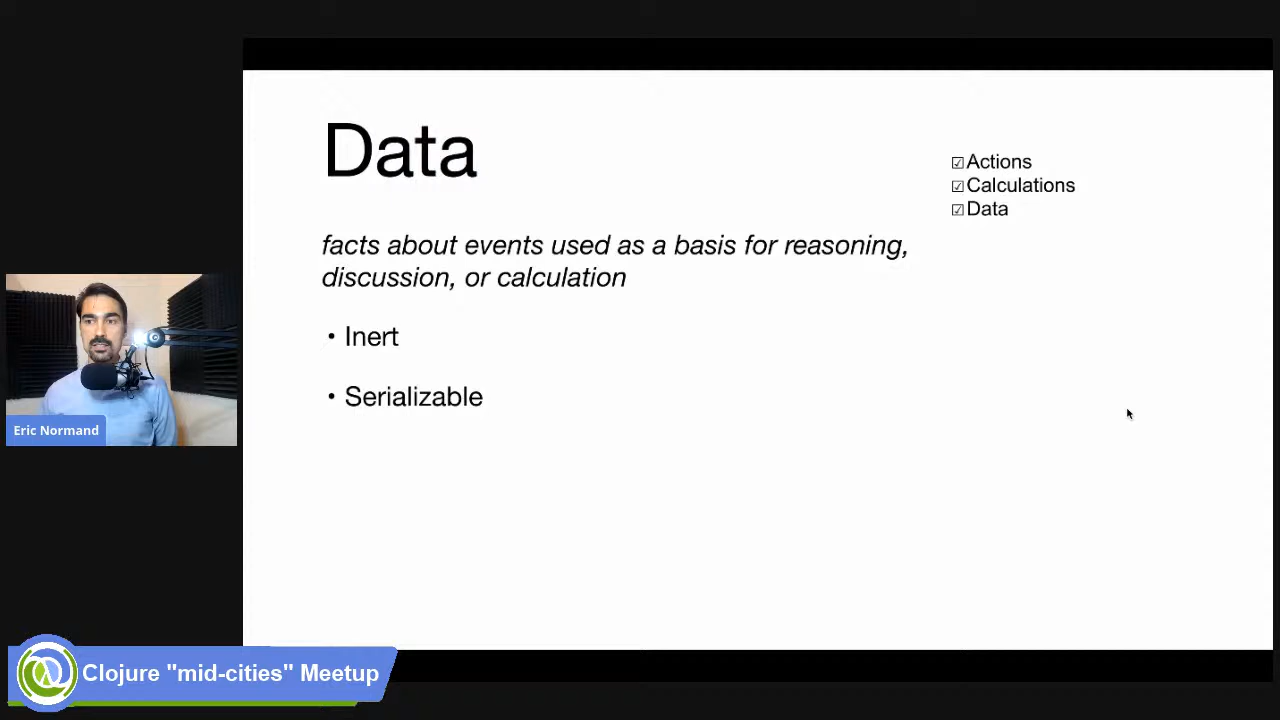 Data
☑Actions
☑Calculations
☑Data
facts about events used as a basis for reasoning,
discussion, or calculation
• Inert
• Serializable
Eric Normand
Clojure "mid-cities" Meetup